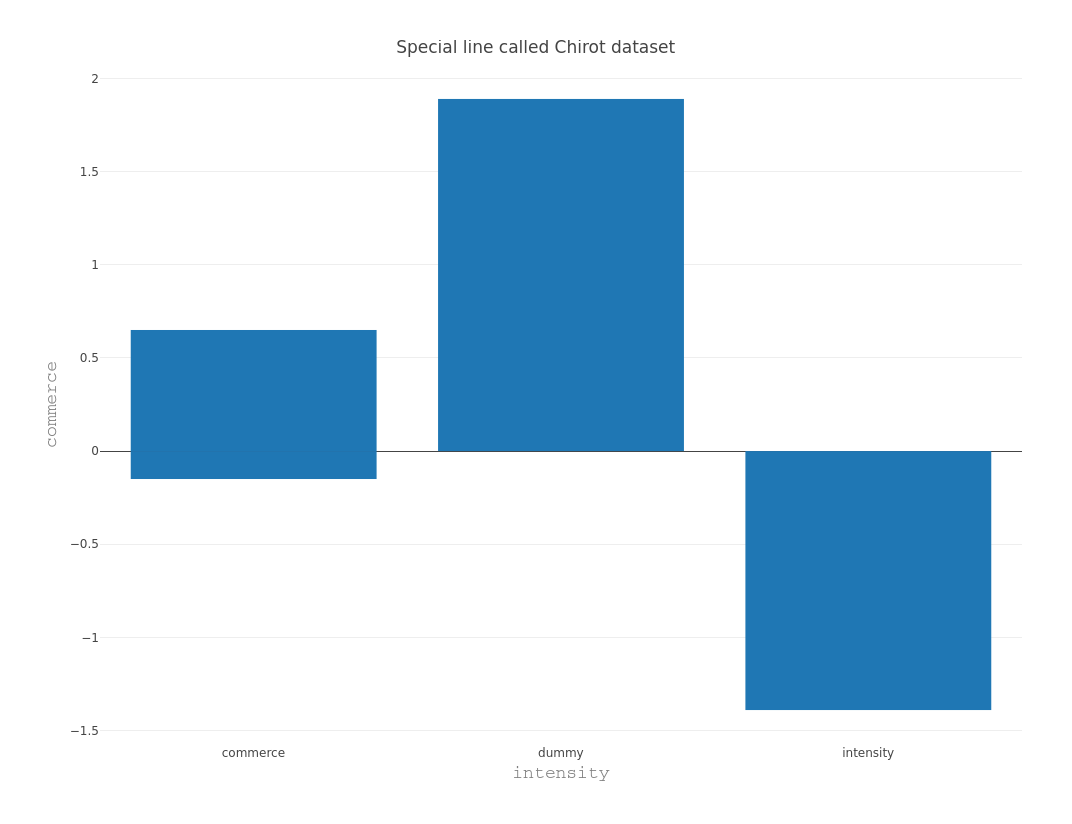 Special line called Chirot dataset
2
1.5
1
0.5
0
−0.5
−1
−1.5
commerce
commerce
dummy
intensity
intensity